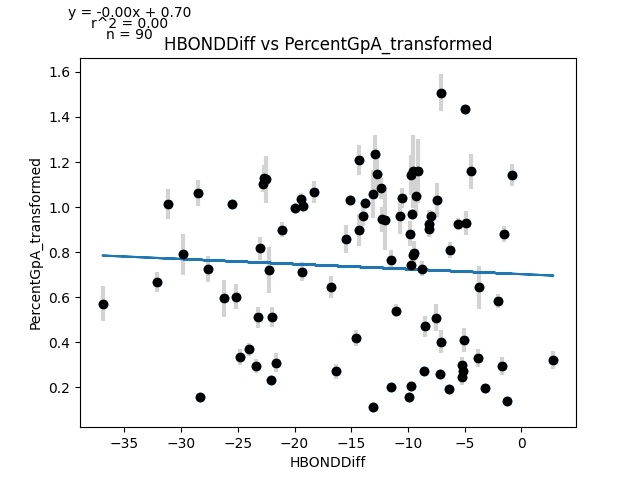 y = -0.00x + 0.70
r^2 = 0.00
n = 90
HBONDDiff vs PercentGpA_transformed
1.6
1.4
1.2
1.0
0.8
0.6
0.4
0.2
PercentGpA_transformed
−35 −30 −25 −20 −15 −10 −5 0
HBONDDiff